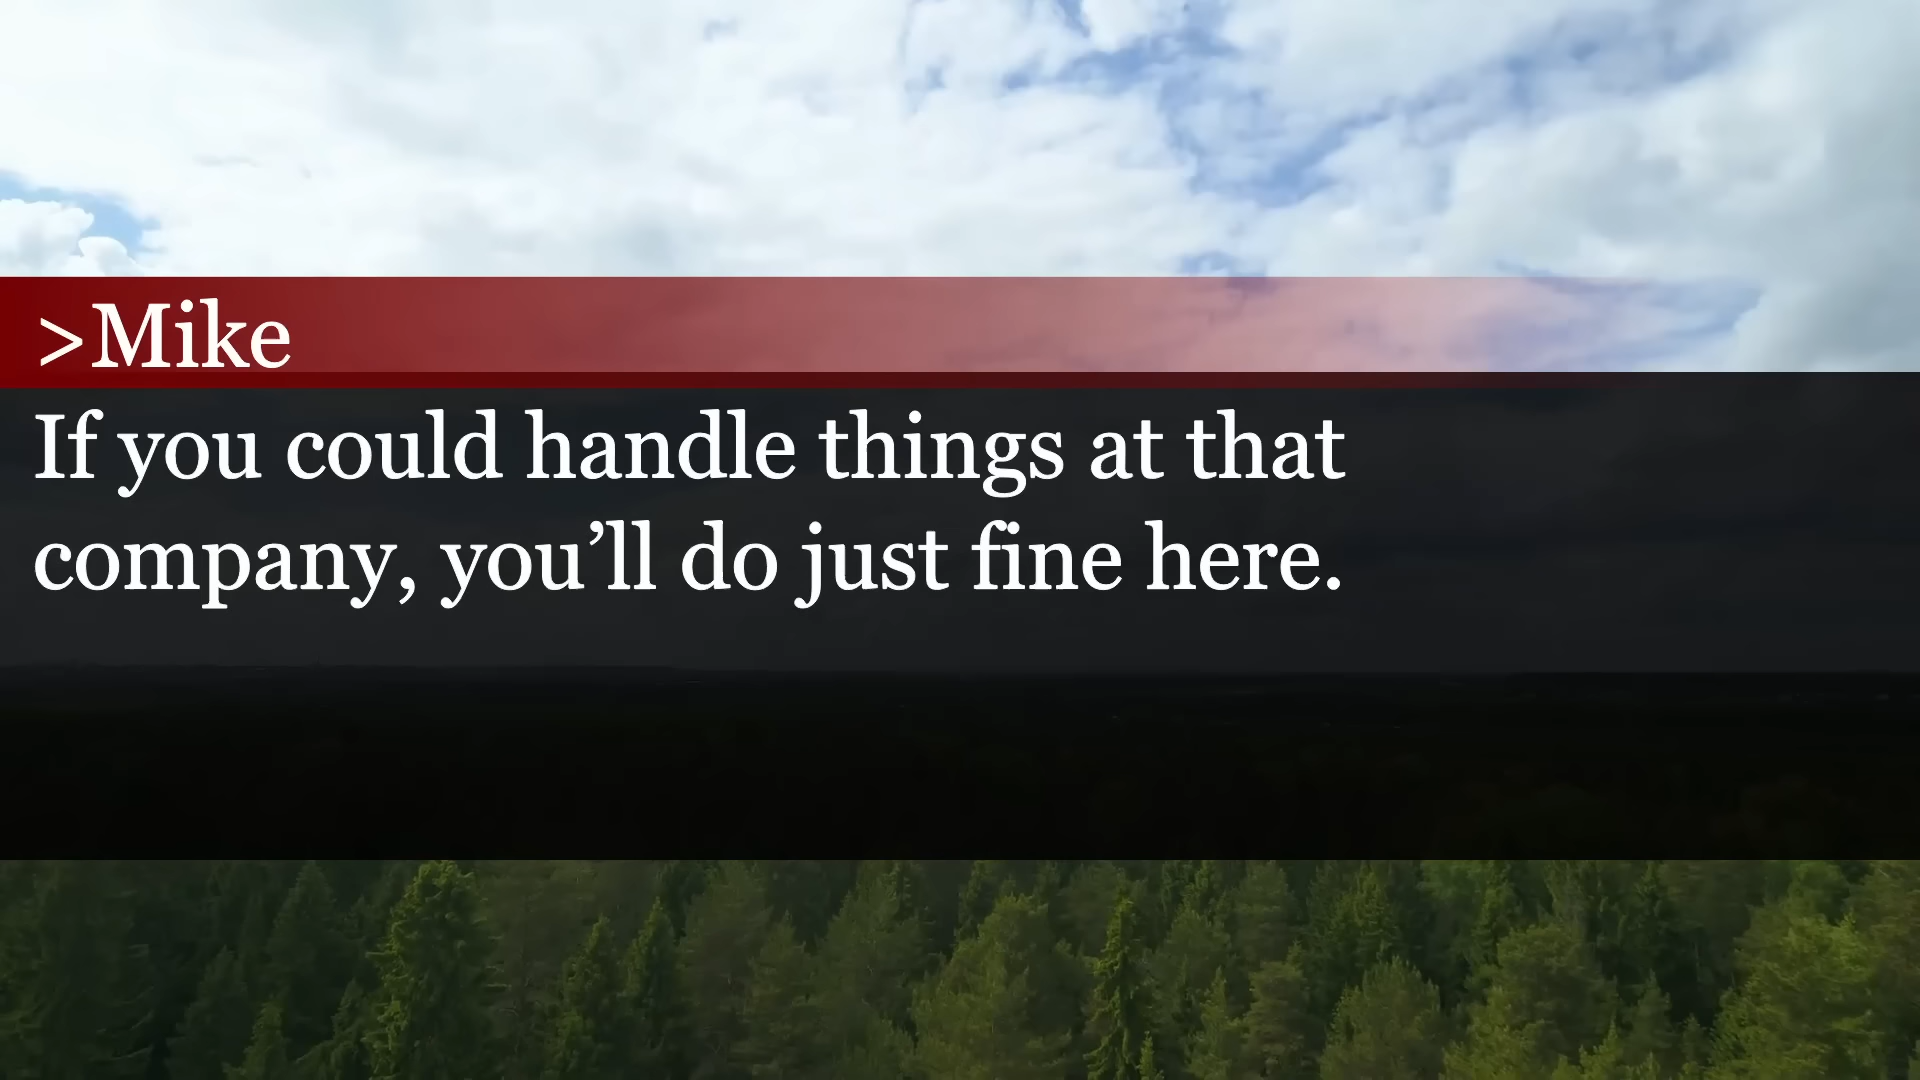 >Mike
If you could handle things at that
company, you’ll do just fine here.